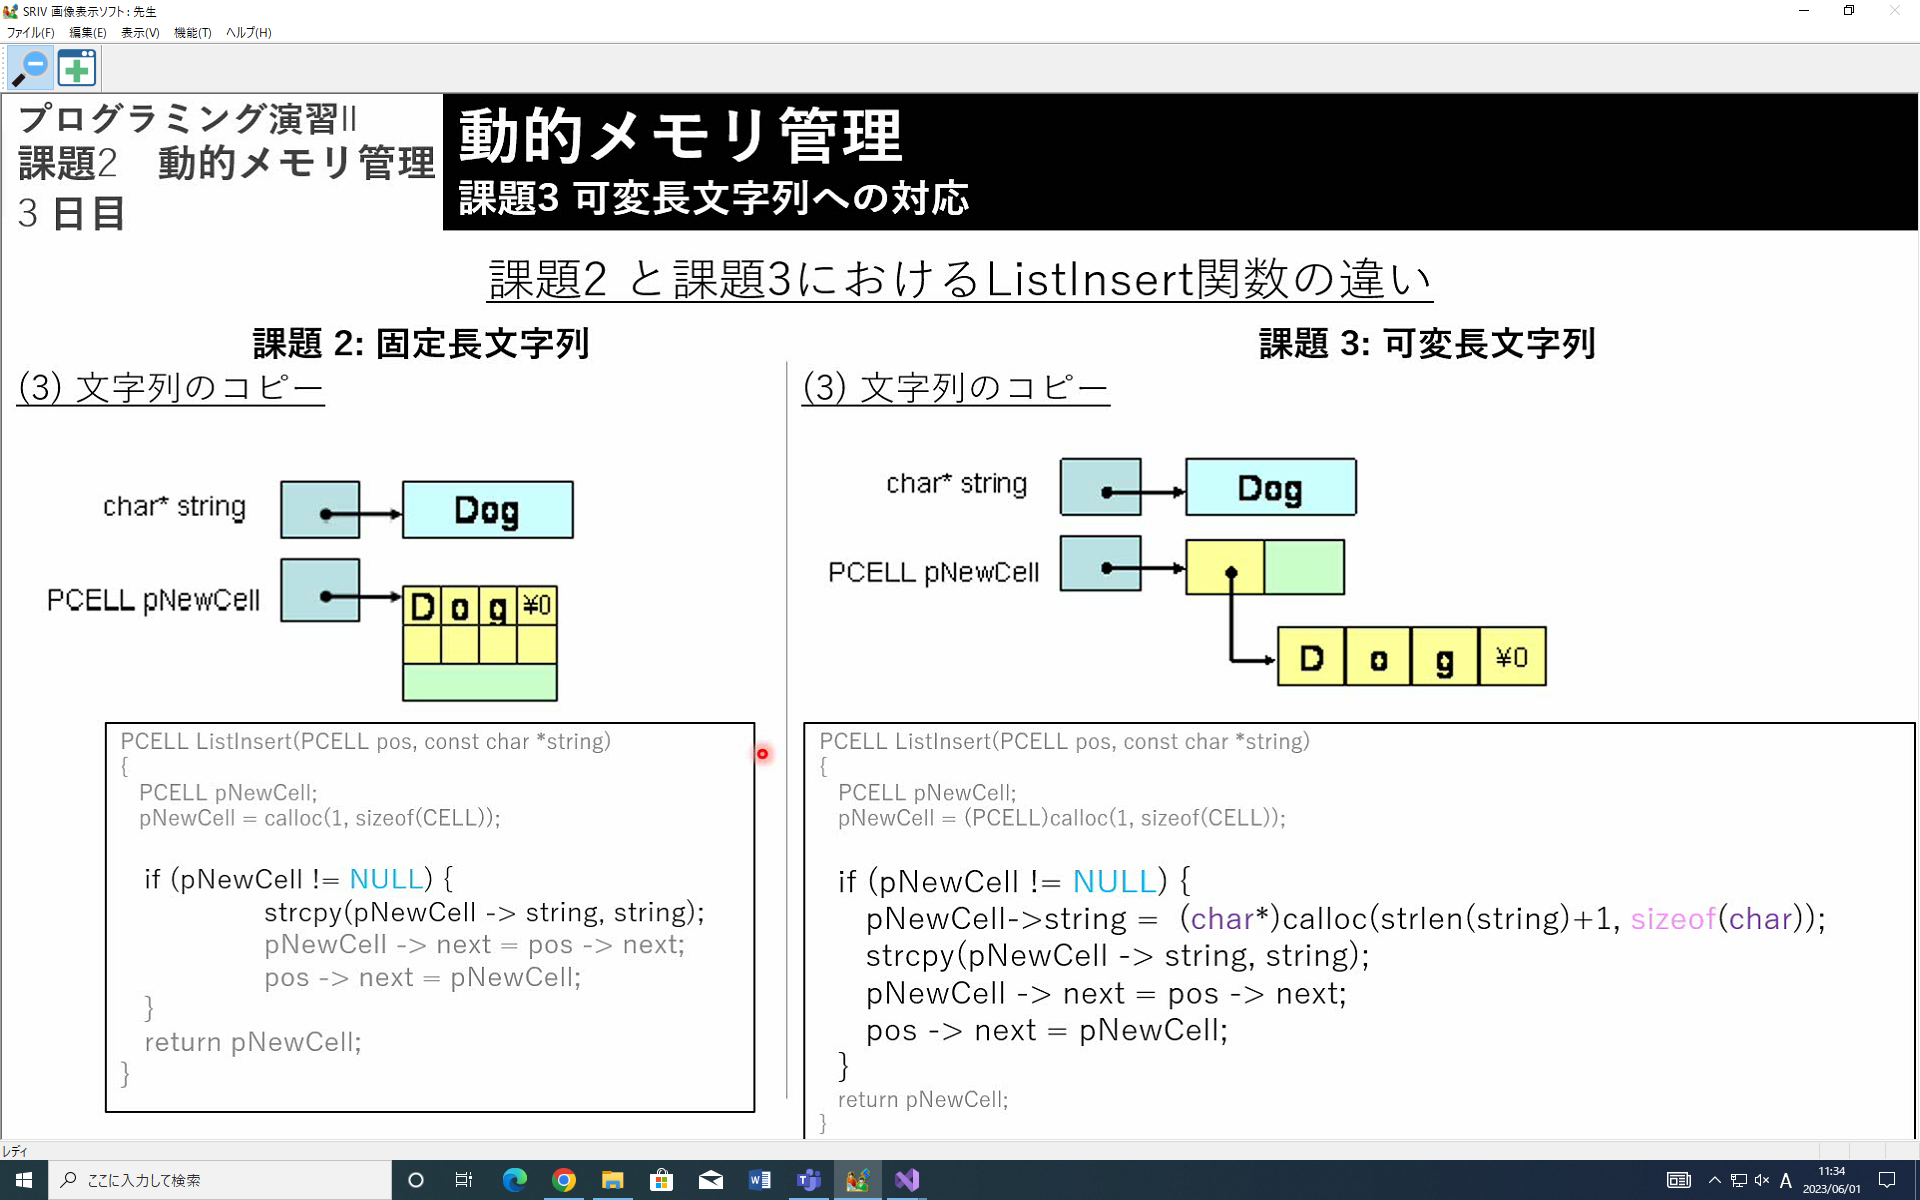 SRIV 画像表示ソフト : 先生
ファイル(F) 編集(E) 表示(V) 機能(T) ヘルプ(H)
プログラミング演習II
課題2 動的メモリ管理
3 日目
動的メモリ管理
課題3 可変長文字列への対応
課題2 と課題3におけるListInsert関数の違い
課題 2: 固定長文字列
(3) 文字列のコピー
char* string
Dog
PCELL pNewCell
D o g ¥0
PCELL ListInsert(PCELL pos, const char *string)
{
PCELL pNewCell;
pNewCell = calloc(1, sizeof(CELL));
if (pNewCell != NULL) {
strcpy(pNewCell -> string, string);
pNewCell -> next = pos -> next;
pos -> next = pNewCell;
}
return pNewCell;
}
課題 3: 可変長文字列
(3) 文字列のコピー
char* string
Dog
PCELL pNewCell
D o g ¥0
PCELL ListInsert(PCELL pos, const char *string)
{
PCELL pNewCell;
pNewCell = (PCELL)calloc(1, sizeof(CELL));
if (pNewCell != NULL) {
pNewCell->string = (char*)calloc(strlen(string)+1, sizeof(char));
strcpy(pNewCell -> string, string);
pNewCell -> next = pos -> next;
pos -> next = pNewCell;
}
return pNewCell;
}
レディ
ここに入力して検索
A
11:34
2023/06/01